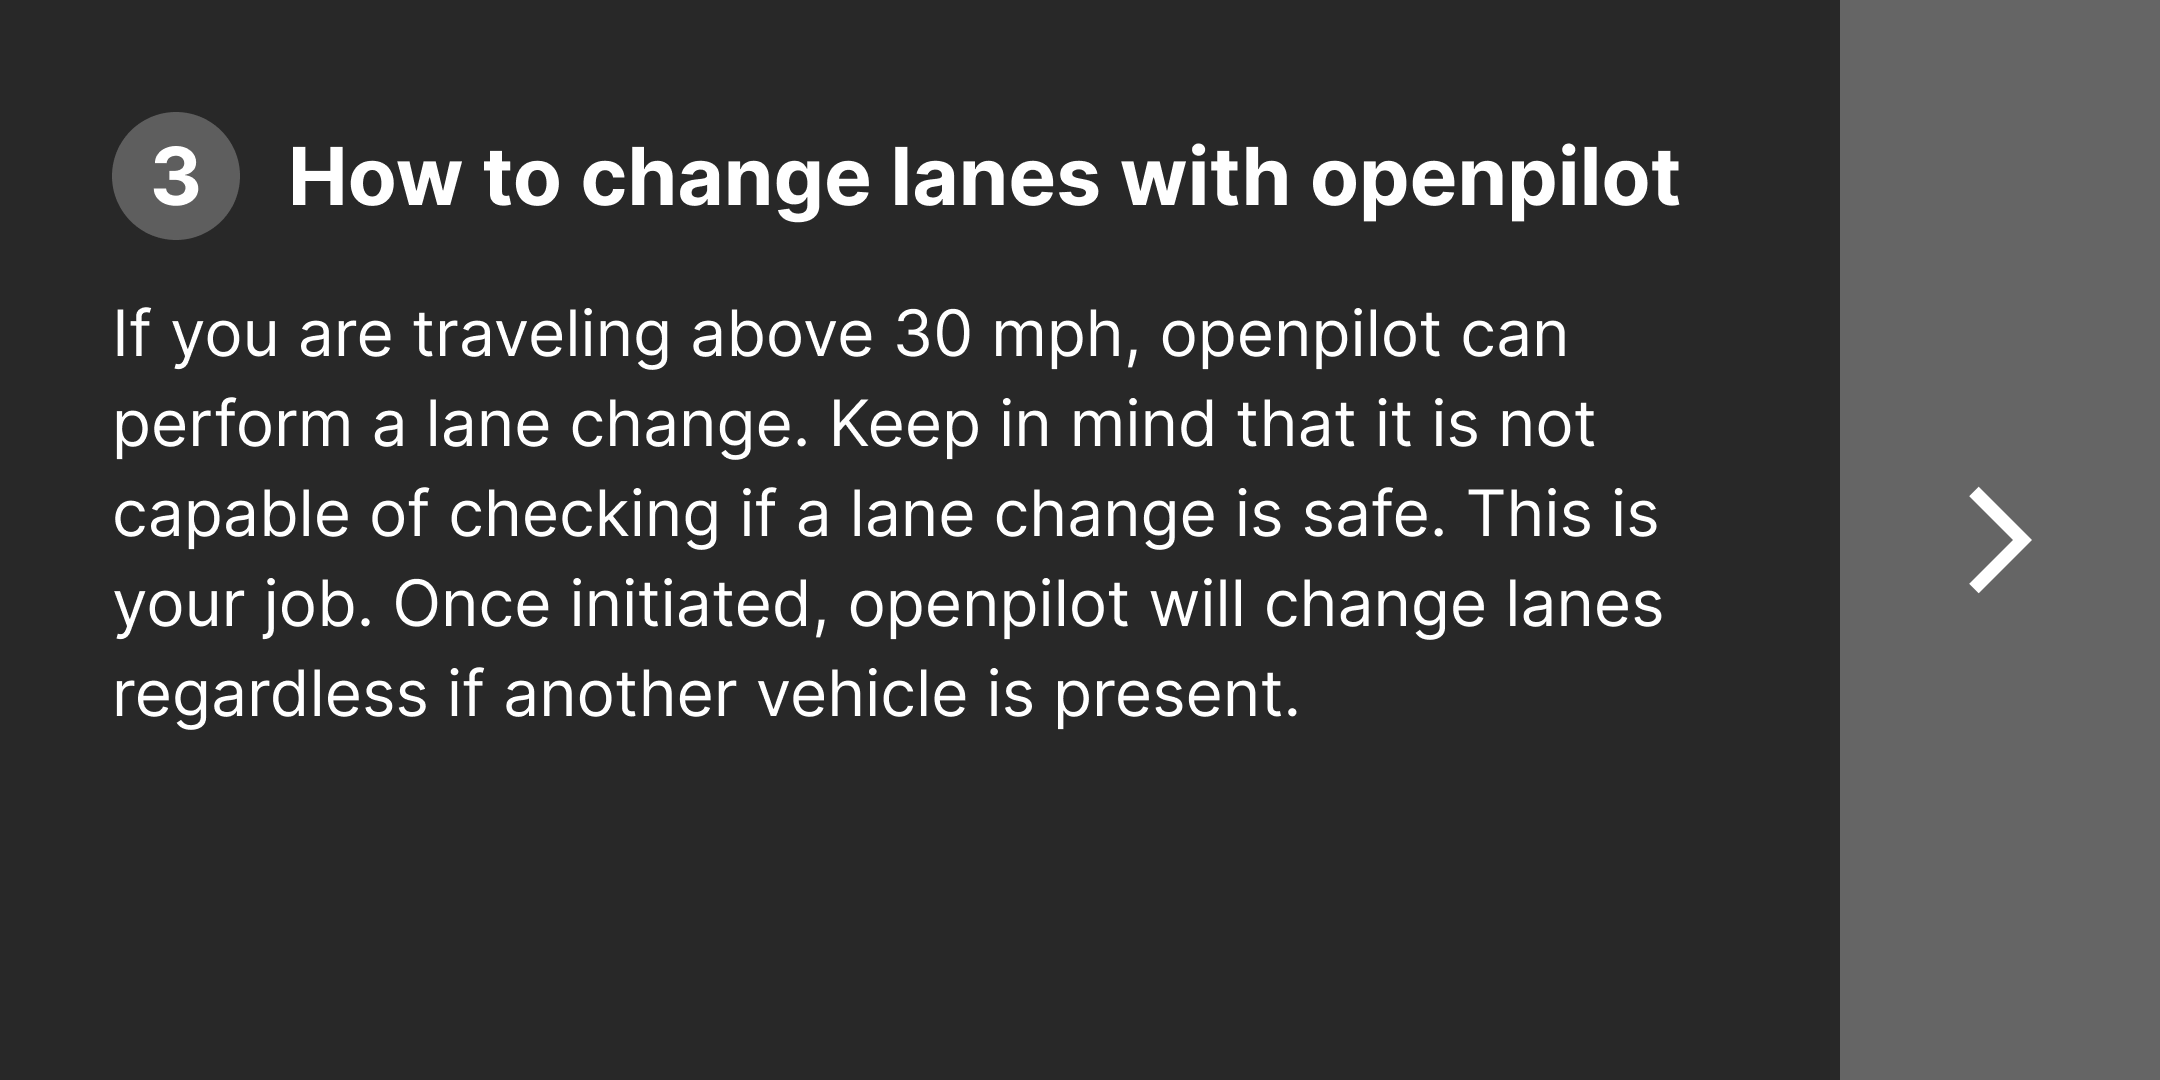 3 How to change lanes with openpilot
If you are traveling above 30 mph, openpilot can
perform a lane change. Keep in mind that it is not
capable of checking if a lane change is safe. This is
your job. Once initiated, openpilot will change lanes
regardless if another vehicle is present.